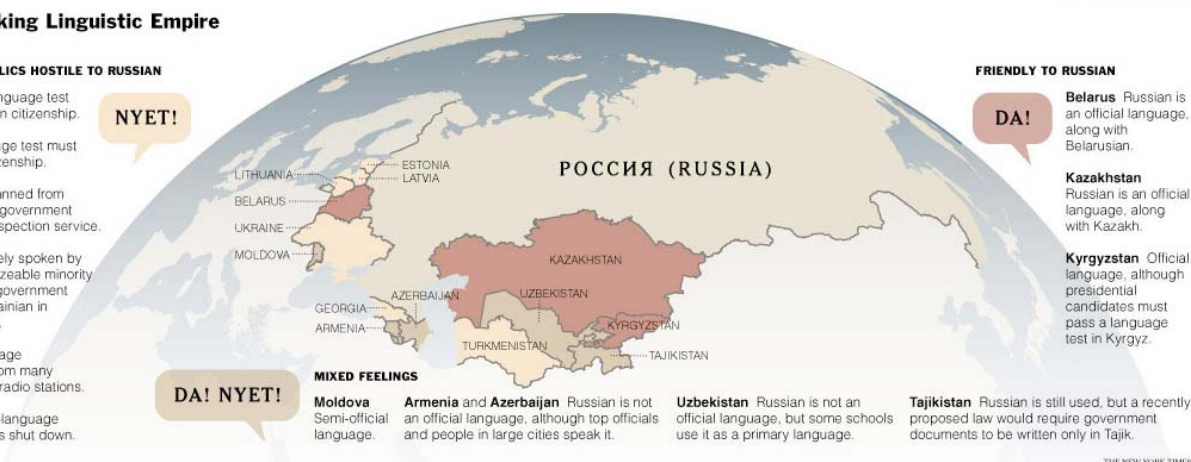 king Linguistic Empire
LICS HOSTILE TO RUSSIAN
NYET!
nguage test
n citizenship.
ge test must
zenship.
nned from
government
spection service.
ely spoken by
zeable minority
government
ainian in
age
om many
radio stations.
-language
s shut down.
LITHUANIA
ESTONIA
LATVIA
BELARUS
UKRAINE
MOLDOVA
РОССИЯ (RUSSIA)
KAZAKHSTAN
GEORGIA
AZERBAIJAN
UZBEKISTAN
ARMENIA
KYRGYZSTAN
TURKMENISTAN
TAJIKISTAN
FRIENDLY TO RUSSIAN
DA!
Belarus Russian is
an official language,
along with
Belarusian.
Kazakhstan
Russian is an official
language, along
with Kazakh.
Kyrgyzstan Official
language, although
presidential
candidates must
pass a language
test in Kyrgyz.
DA! NYET!
MIXED FEELINGS
Moldova
Semi-official
language.
Armenia and Azerbaijan Russian is not
an official language, although top officials
and people in large cities speak it.
Uzbekistan Russian is not an
official language, but some schools
use it as a primary language.
Tajikistan Russian is still used, but a recently
proposed law would require government
documents to be written only in Tajik.
THE NEW YORK TIMES